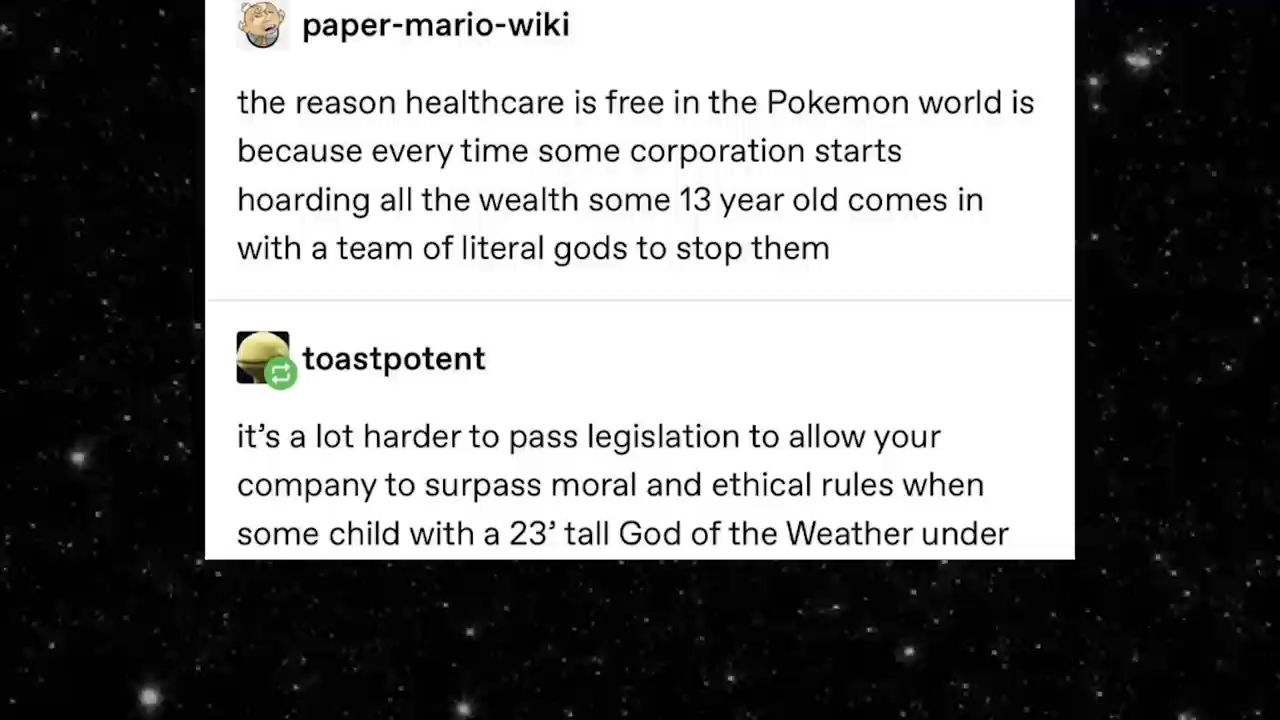 paper-mario-wiki
the reason healthcare is free in the Pokemon world is
because every time some corporation starts
hoarding all the wealth some 13 year old comes in
with a team of literal gods to stop them
toastpotent
it’s a lot harder to pass legislation to allow your
company to surpass moral and ethical rules when
some child with a 23’ tall God of the Weather under